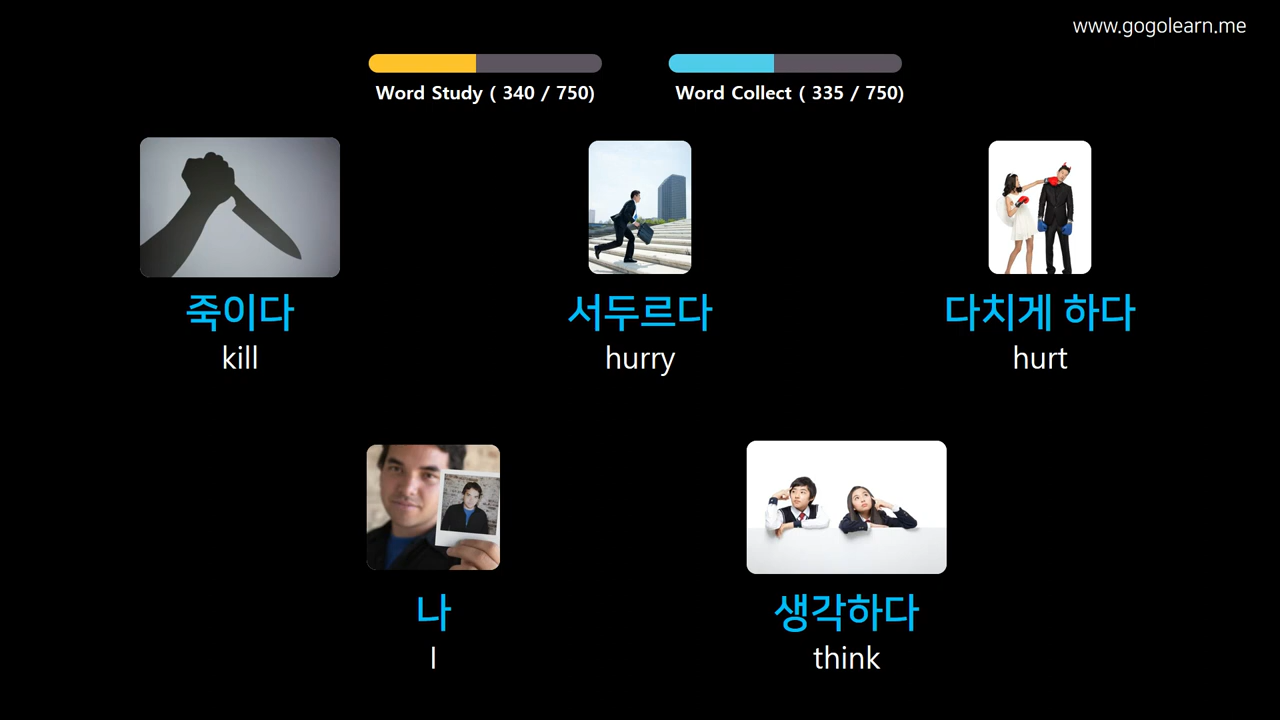 www.gogolearn.me
Word Study ( 340 / 750)
Word Collect ( 335 / 750)
죽이다
kill
서두르다
hurry
다치게 하다
hurt
나
I
생각하다
think